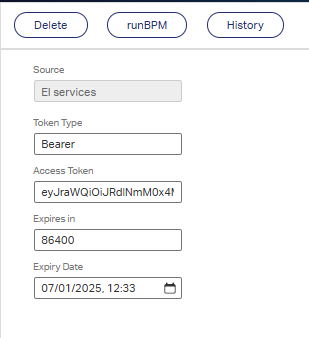 Delete runBPM History
Source
EI services
Token Type
Bearer
Access Token
eyJraWQiOiJRdlNmM0x4M
Expires in
86400
Expiry Date
07/01/2025, 12:33